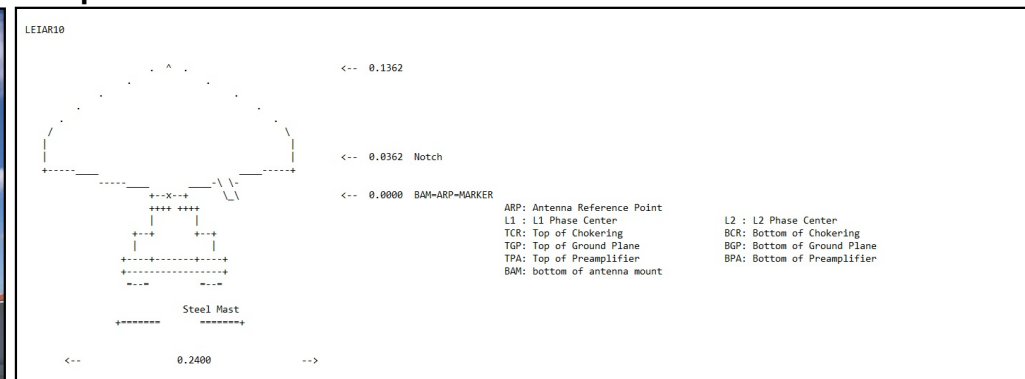 LEIAR10
<-- 0.1362
<-- 0.0362 Notch
<-- 0.0000 BAM=ARP=MARKER
ARP: Antenna Reference Point
L1 : L1 Phase Center L2 : L2 Phase Center
TCR: Top of Chokering BCR: Bottom of Chokering
TGP: Top of Ground Plane BGP: Bottom of Ground Plane
TPA: Top of Preamplifier BPA: Bottom of Preamplifier
BAM: bottom of antenna mount
Steel Mast
<-- 0.2400 -->